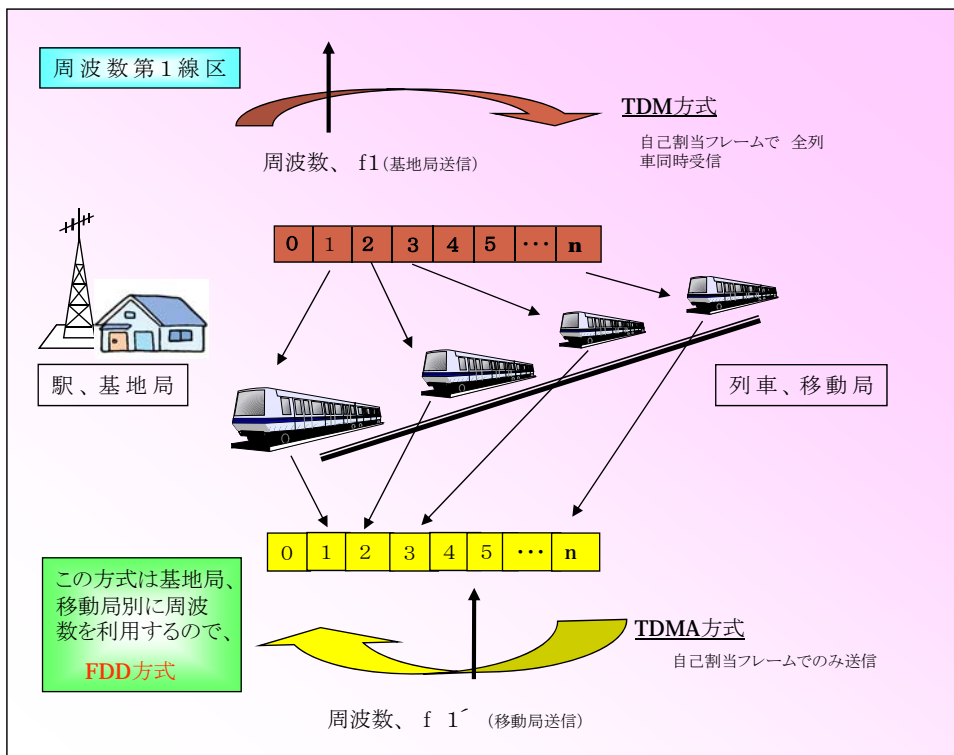 周波数第1線区
TDM方式
自己割当フレームで 全列
車同時受信
周波数、 f1(基地局送信)
0 1 2 3 4 5 … n
駅、基地局
列車、移動局
0 1 2 3 4 5 … n
この方式は基地局、
移動局別に周波
数を利用するので、
FDD方式
TDMA方式
自己割当フレームでのみ送信
周波数、 f 1´ (移動局送信)